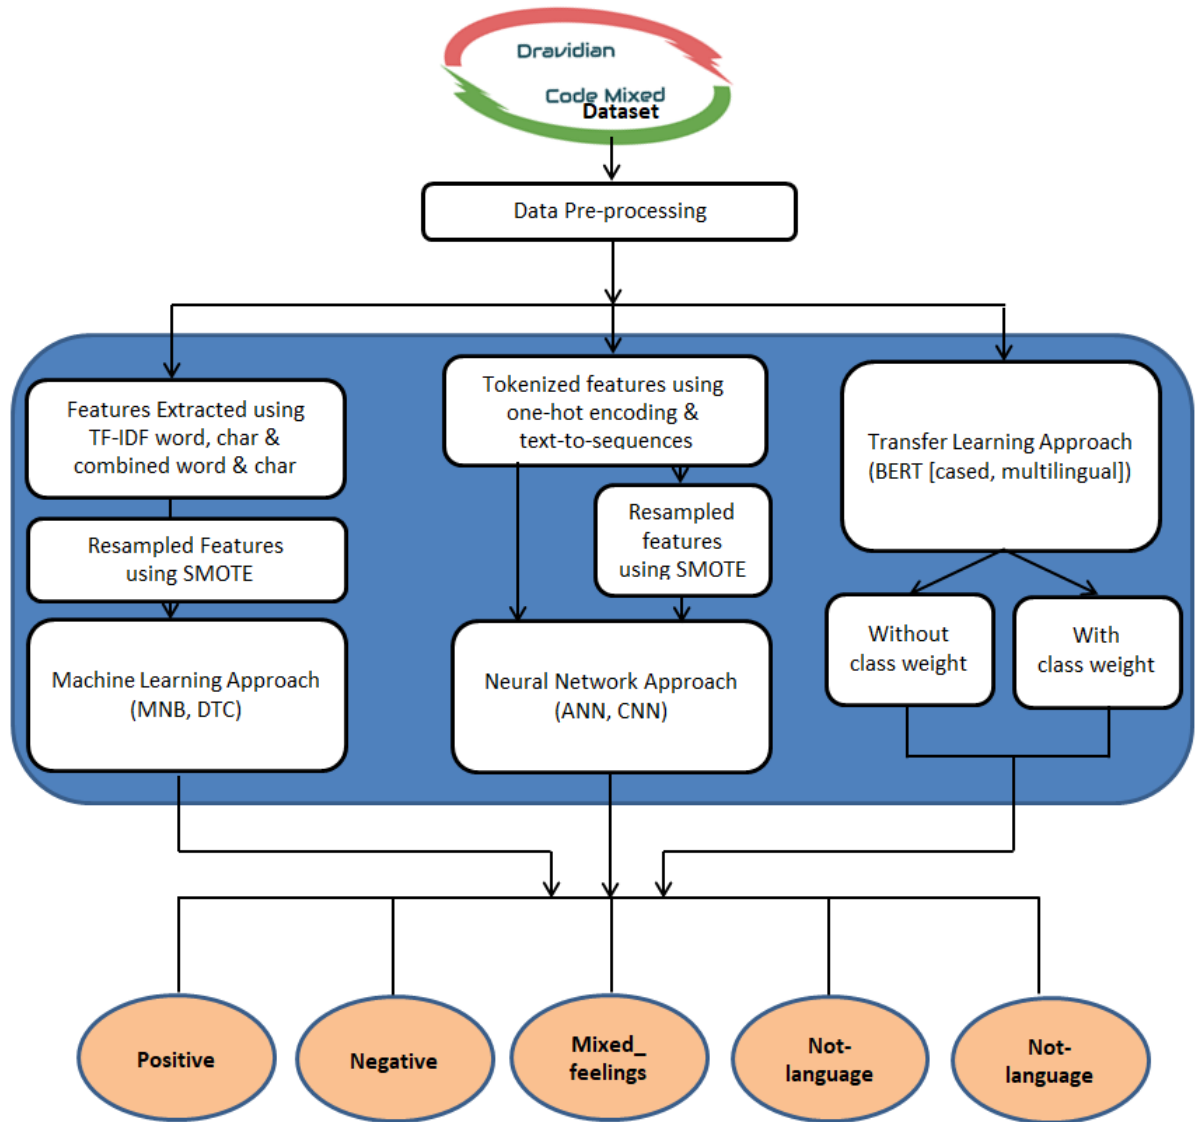 Dravidian
Code Mixed
Dataset
Data Pre-processing
Features Extracted using
TF-IDF word, char &
combined word & char
Resampled Features
using SMOTE
Machine Learning Approach
(MNB, DTC)
Tokenized features using
one-hot encoding &
text-to-sequences
Resampled
features
using SMOTE
Neural Network Approach
(ANN, CNN)
Transfer Learning Approach
(BERT [cased, multilingual])
Without
class weight
With
class weight
Positive
Negative
Mixed_
feelings
Not-
language
Not-
language